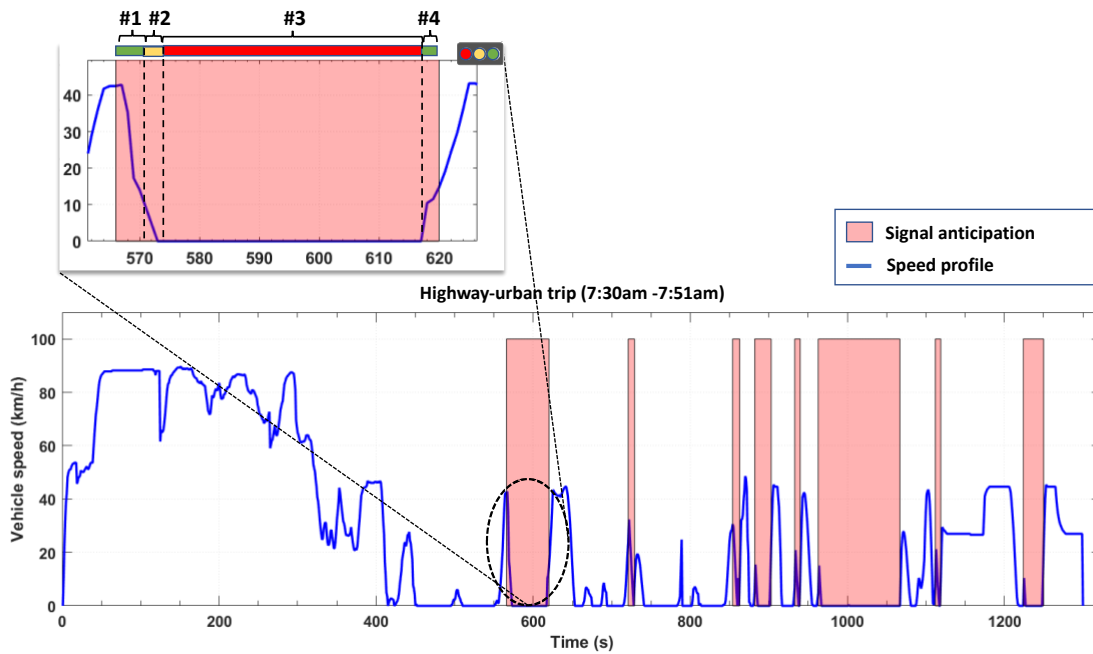 #1 #2 #3 #4
40
30
20
10
0
570 580 590 600 610 620
Signal anticipation
Speed profile
Highway-urban trip (7:30am -7:51am)
Vehicle speed (km/h)
100
80
60
40
20
0
0 200 400 600 800 1000 1200
Time (s)